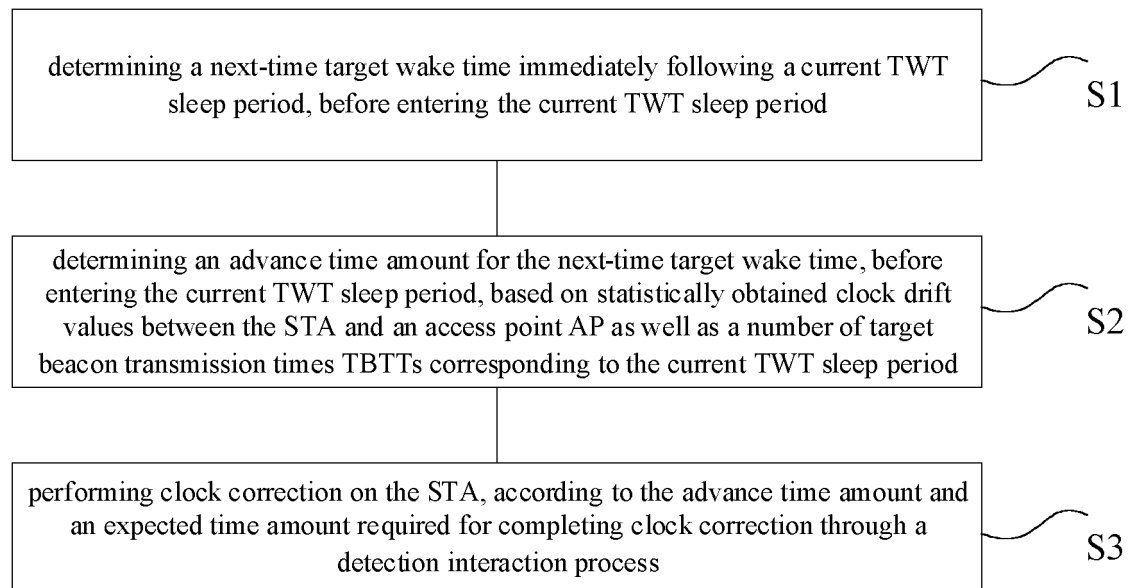 determining a next-time target wake time immediately following a current TWT
sleep period, before entering the current TWT sleep period
S1
determining an advance time amount for the next-time target wake time, before
entering the current TWT sleep period, based on statistically obtained clock drift
values between the STA and an access point AP as well as a number of target
beacon transmission times TBTTs corresponding to the current TWT sleep period
S2
performing clock correction on the STA, according to the advance time amount and
an expected time amount required for completing clock correction through a
detection interaction process
S3